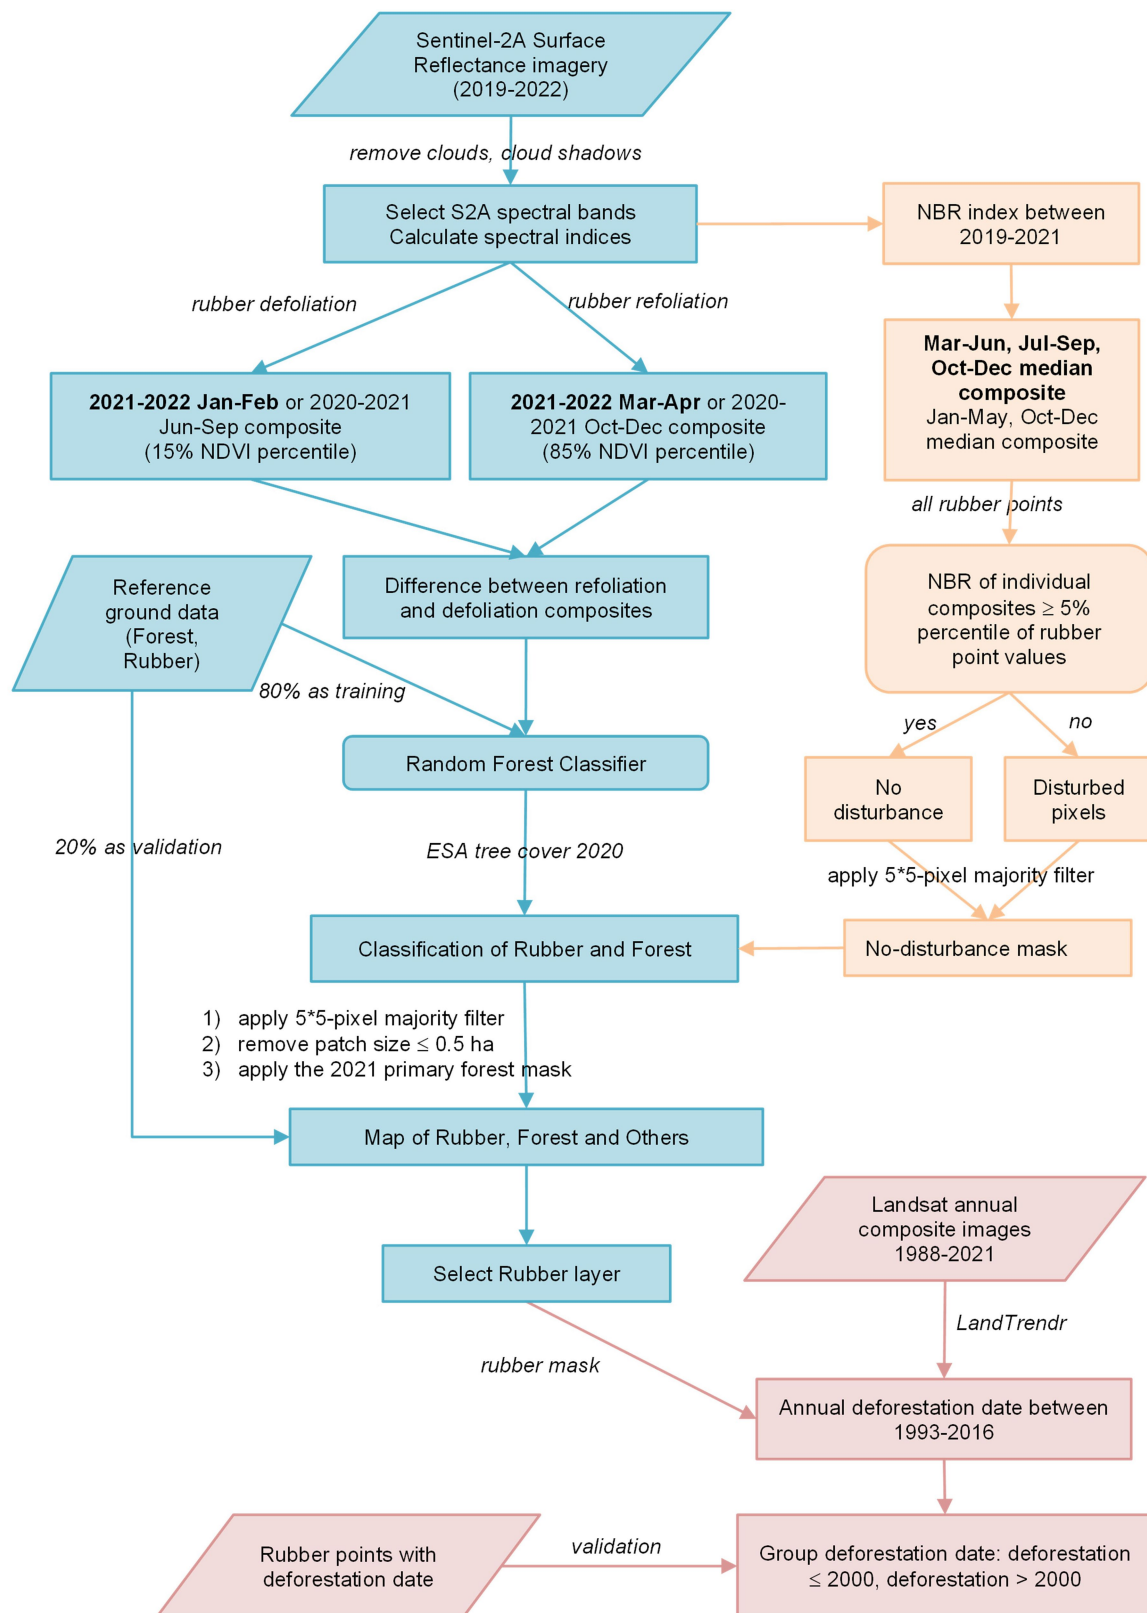 Sentinel-2A Surface
Reflectance imagery
(2019-2022)
remove clouds, cloud shadows
Select S2A spectral bands
Calculate spectral indices
NBR index between
2019-2021
rubber defoliation
rubber refoliation
Mar-Jun, Jul-Sep,
Oct-Dec median
composite
Jan-May, Oct-Dec
median composite
2021-2022 Jan-Feb or 2020-2021
Jun-Sep composite
(15% NDVI percentile)
2021-2022 Mar-Apr or 2020-
2021 Oct-Dec composite
(85% NDVI percentile)
all rubber points
Reference
ground data
(Forest,
Rubber)
Difference between refoliation
and defoliation composites
NBR of individual
composites ≥ 5%
percentile of rubber
point values
80% as training
yes
no
Random Forest Classifier
No
disturbance
Disturbed
pixels
20% as validation
ESA tree cover 2020
apply 5*5-pixel majority filter
Classification of Rubber and Forest
No-disturbance mask
1) apply 5*5-pixel majority filter
2) remove patch size ≤ 0.5 ha
3) apply the 2021 primary forest mask
Map of Rubber, Forest and Others
Landsat annual
composite images
1988-2021
Select Rubber layer
LandTrendr
rubber mask
Annual deforestation date between
1993-2016
Rubber points with
deforestation date
validation
Group deforestation date: deforestation
≤ 2000, deforestation > 2000